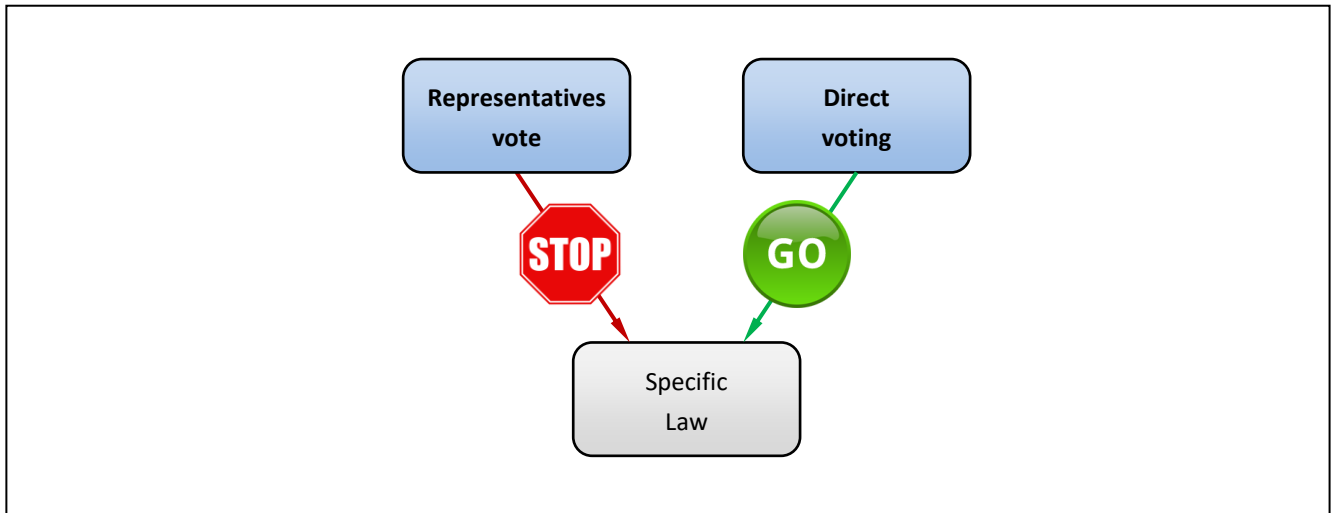 Representatives
vote
Direct
voting
STOP
GO
Specific
Law